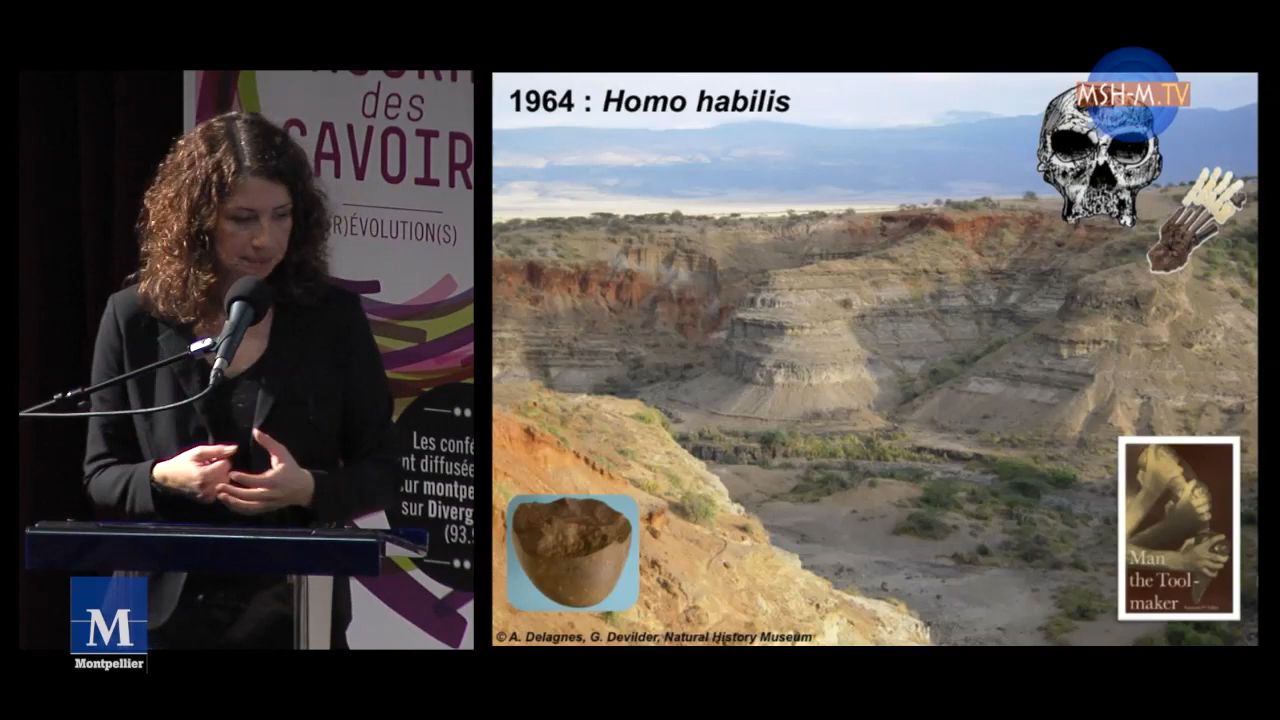 des
SAVOIR
R)ÉVOLUTION(S)
Les confé
nt diffusée
ur montpe
sur Diverg
(93.
M
Montpellier
1964 : Homo habilis
MSH-M.TV
Man
the Tool-
maker
© A. Delagnes, G. Devilder, Natural History Museum